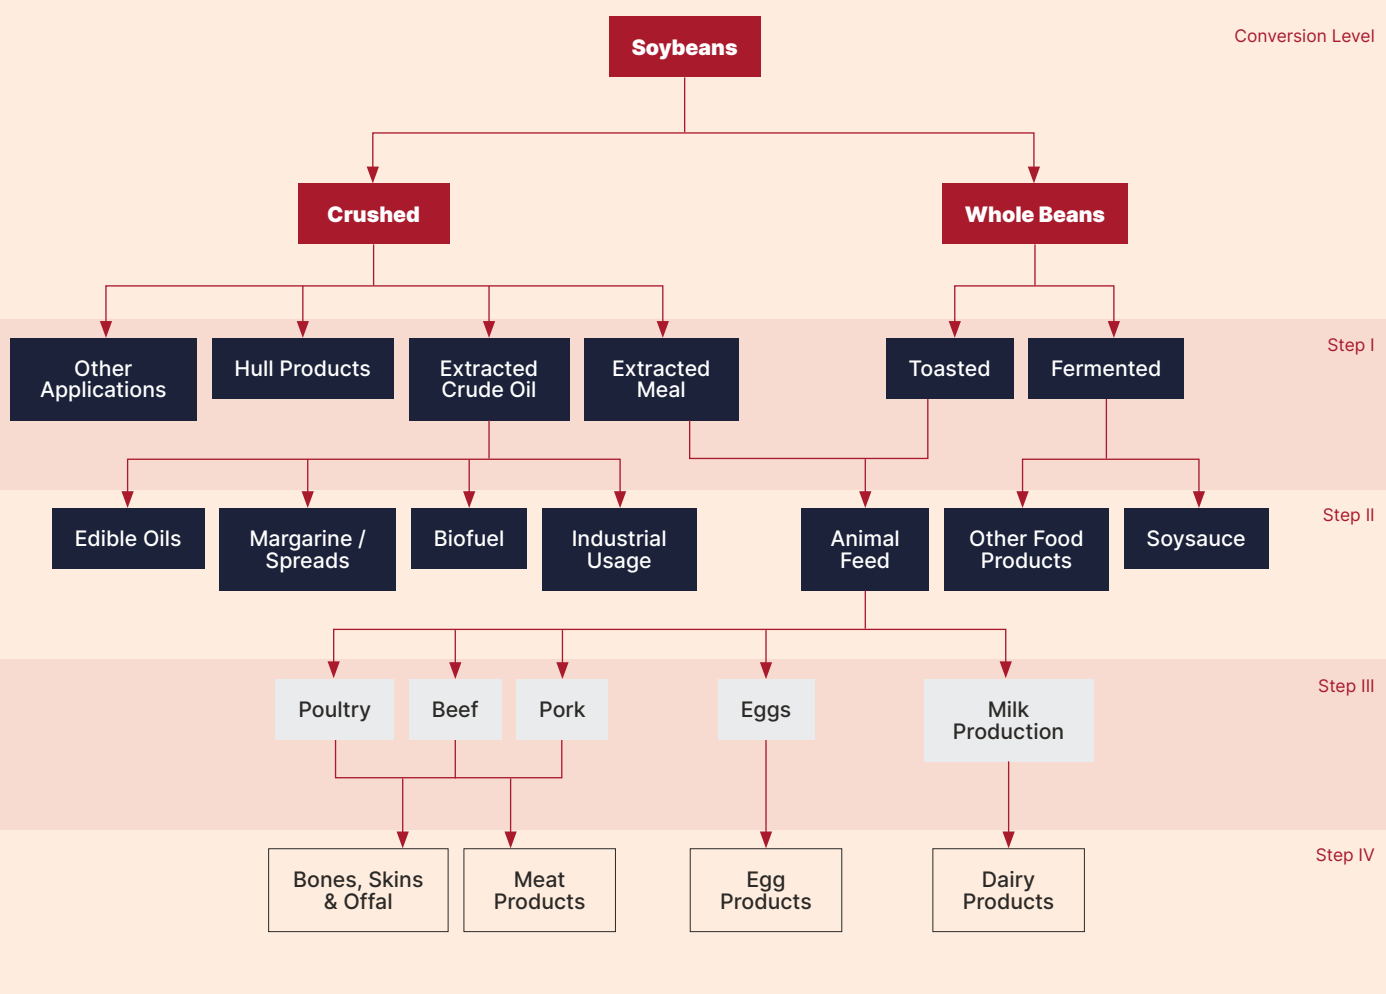 Soybeans
Conversion Level
Crushed
Whole Beans
Step I
Other
Applications
Hull Products
Extracted
Crude Oil
Extracted
Meal
Toasted
Fermented
Step II
Edible Oils
Margarine /
Spreads
Biofuel
Industrial
Usage
Animal
Feed
Other Food
Products
Soysauce
Step III
Poultry
Beef
Pork
Eggs
Milk
Production
Step IV
Bones, Skins
& Offal
Meat
Products
Egg
Products
Dairy
Products